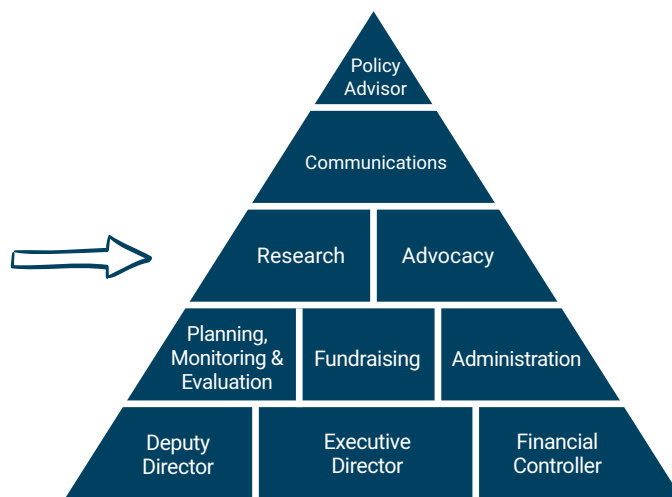 Policy
Advisor
Communications
Research
Advocacy
Planning,
Monitoring &
Evaluation
Fundraising
Administration
Deputy
Director
Executive
Director
Financial
Controller